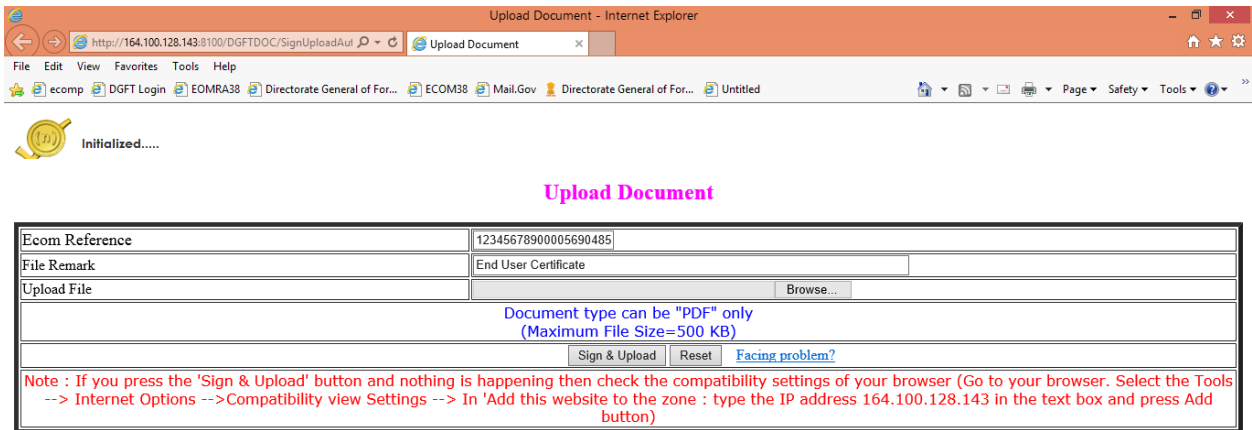 Upload Document - Internet Explorer
http://164.100.128.143:8100/DGFTDOC/SignUploadAut
Upload Document
File Edit View Favorites Tools Help
ecomp DGFT Login EOMRA38 Directorate General of For... ECOM38 Mail.Gov Directorate General of For... Untitled Page Safety Tools
(n)
Initialized.....
Upload Document
Ecom Reference 12345678900005690485
File Remark End User Certificate
Upload File Browse...
Document type can be "PDF" only
(Maximum File Size=500 KB)
Sign & Upload Reset Facing problem?
Note : If you press the 'Sign & Upload' button and nothing is happening then check the compatibility settings of your browser (Go to your browser. Select the Tools
--> Internet Options -->Compatibility view Settings --> In 'Add this website to the zone : type the IP address 164.100.128.143 in the text box and press Add
button)